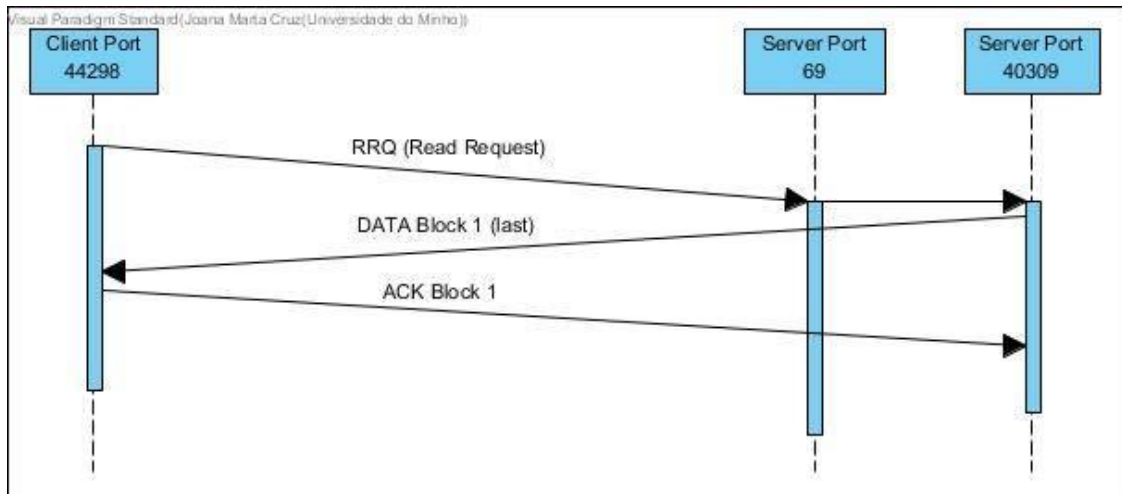 Visual Paradigm Standard(Joana Marta Cruz(Universidade do Minho))
Client Port
44298
Server Port
69
Server Port
40309
RRQ (Read Request)
DATA Block 1 (last)
ACK Block 1